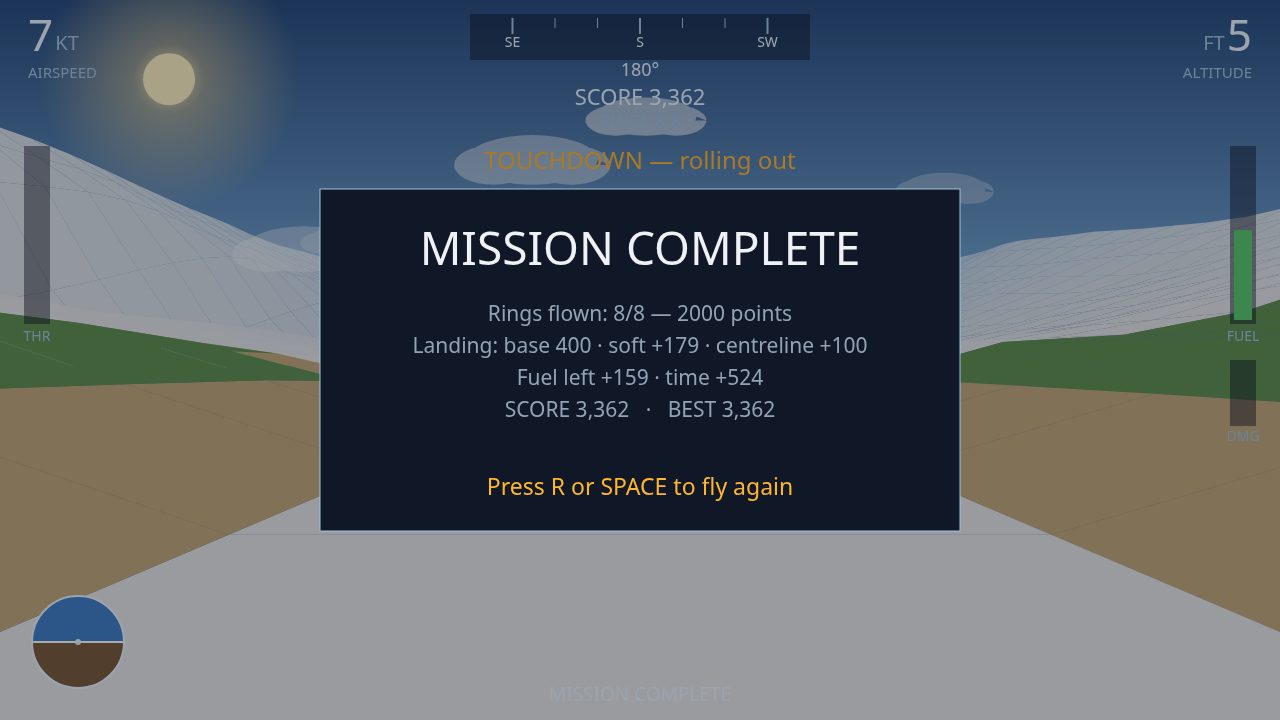 7 KT
AIRSPEED
SE S SW
180°
SCORE 3,362
FT 5
ALTITUDE
TOUCHDOWN — rolling out
MISSION COMPLETE
Rings flown: 8/8 — 2000 points
Landing: base 400 · soft +179 · centreline +100
Fuel left +159 · time +524
SCORE 3,362 · BEST 3,362
Press R or SPACE to fly again
THR
FUEL
DMG
MISSION COMPLETE